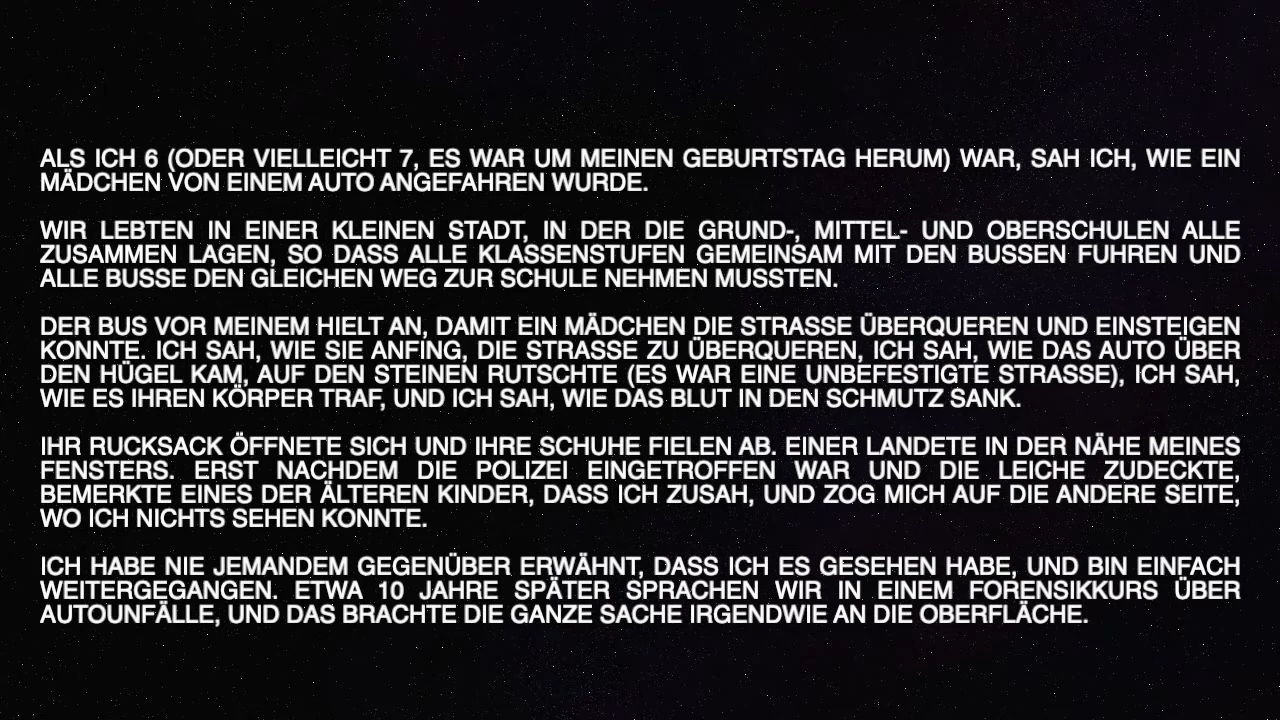 ALS ICH 6 (ODER VIELLEICHT 7, ES WAR UM MEINEN GEBURTSTAG HERUM) WAR, SAH ICH, WIE EIN
MÄDCHEN VON EINEM AUTO ANGEFAHREN WURDE.
WIR LEBTEN IN EINER KLEINEN STADT, IN DER DIE GRUND-, MITTEL- UND OBERSCHULEN ALLE
ZUSAMMEN LAGEN, SO DASS ALLE KLASSENSTUFEN GEMEINSAM MIT DEN BUSSEN FUHREN UND
ALLE BUSSE DEN GLEICHEN WEG ZUR SCHULE NEHMEN MUSSTEN.
DER BUS VOR MEINEM HIELT AN, DAMIT EIN MÄDCHEN DIE STRASSE ÜBERQUEREN UND EINSTEIGEN
KONNTE. ICH SAH, WIE SIE ANFING, DIE STRASSE ZU ÜBERQUEREN, ICH SAH, WIE DAS AUTO ÜBER
DEN HÜGEL KAM, AUF DEN STEINEN RUTSCHTE (ES WAR EINE UNBEFESTIGTE STRASSE), ICH SAH,
WIE ES IHREN KÖRPER TRAF, UND ICH SAH, WIE DAS BLUT IN DEN SCHMUTZ SANK.
IHR RUCKSACK ÖFFNETE SICH UND IHRE SCHUHE FIELEN AB. EINER LANDETE IN DER NÄHE MEINES
FENSTERS. ERST NACHDEM DIE POLIZEI EINGETROFFEN WAR UND DIE LEICHE ZUDECKTE,
BEMERKTE EINES DER ÄLTEREN KINDER, DASS ICH ZUSAH, UND ZOG MICH AUF DIE ANDERE SEITE,
WO ICH NICHTS SEHEN KONNTE.
ICH HABE NIE JEMANDEM GEGENÜBER ERWÄHNT, DASS ICH ES GESEHEN HABE, UND BIN EINFACH
WEITERGEGANGEN. ETWA 10 JAHRE SPÄTER SPRACHEN WIR IN EINEM FORENSIKKURS ÜBER
AUTOUNFÄLLE, UND DAS BRACHTE DIE GANZE SACHE IRGENDWIE AN DIE OBERFLÄCHE.